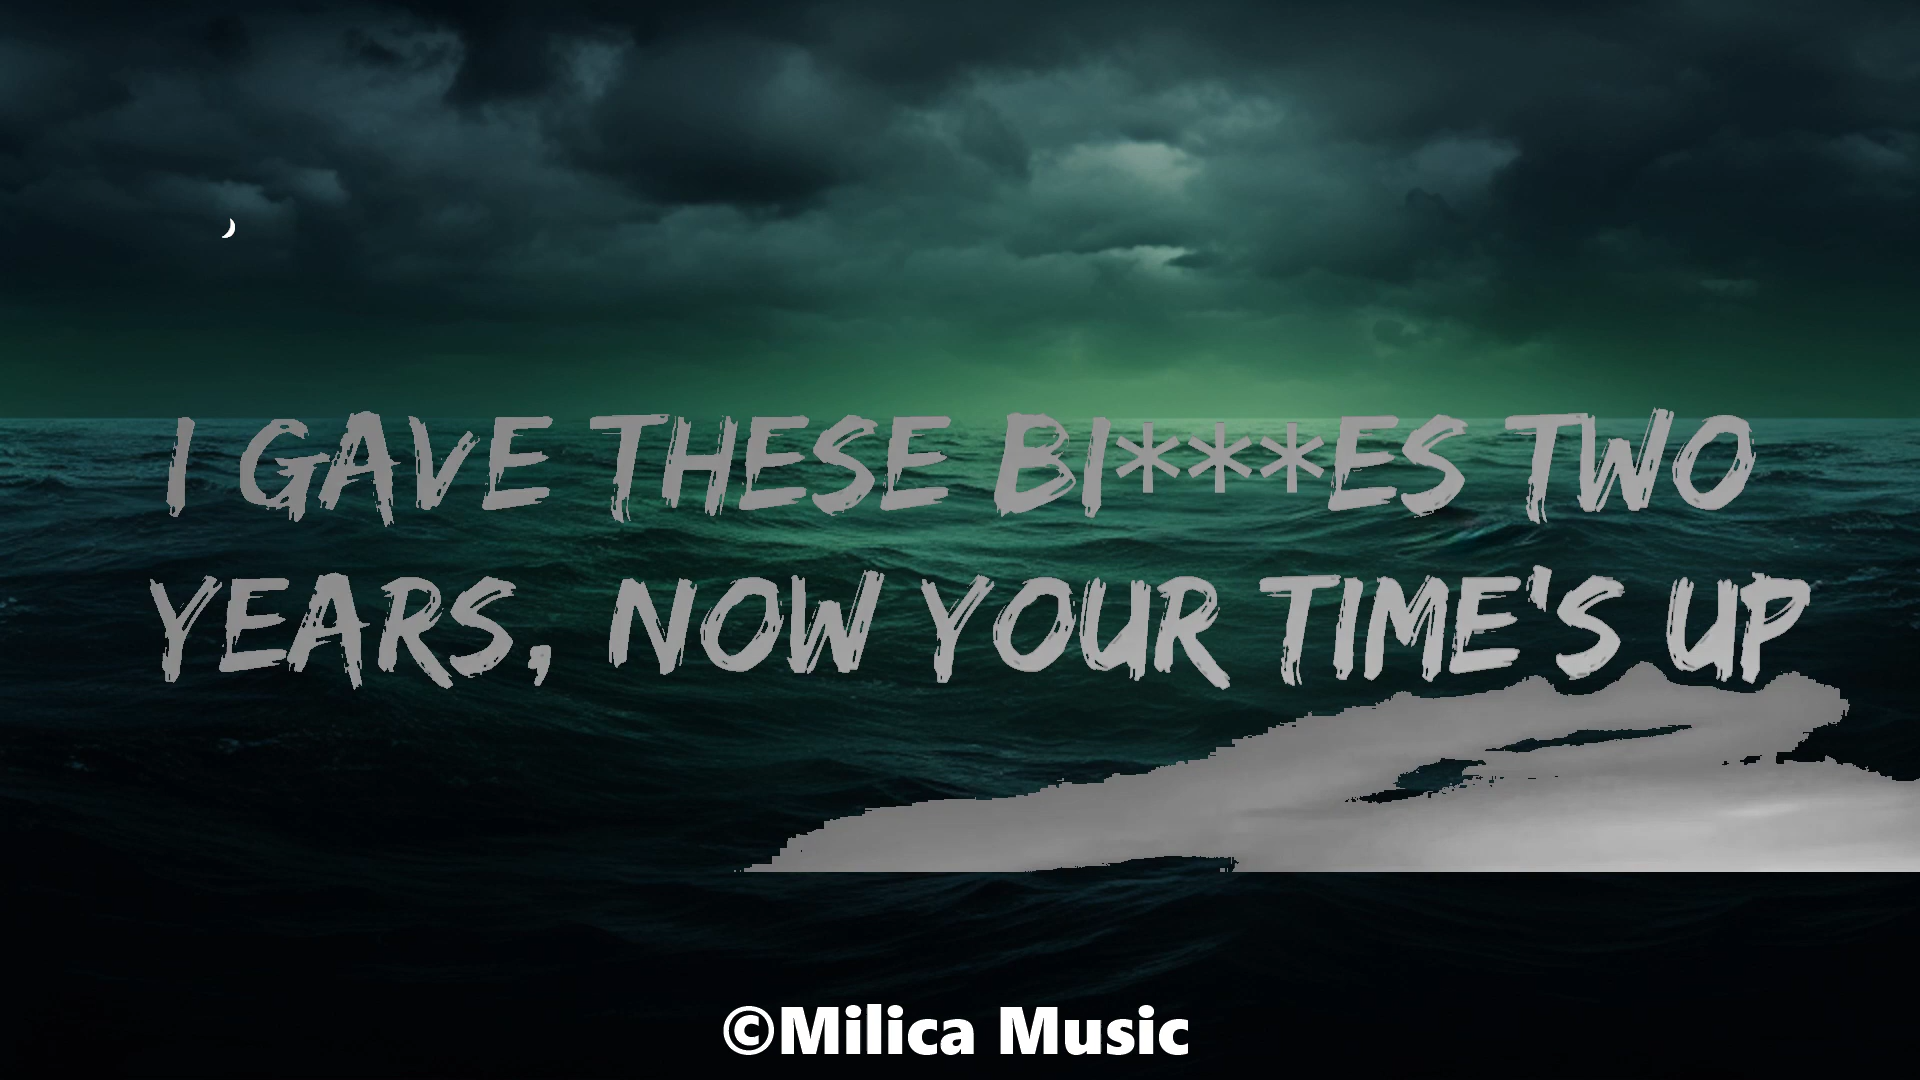 I GAVE THESE BI***ES TWO
YEARS, NOW YOUR TIME'S UP
©Milica Music